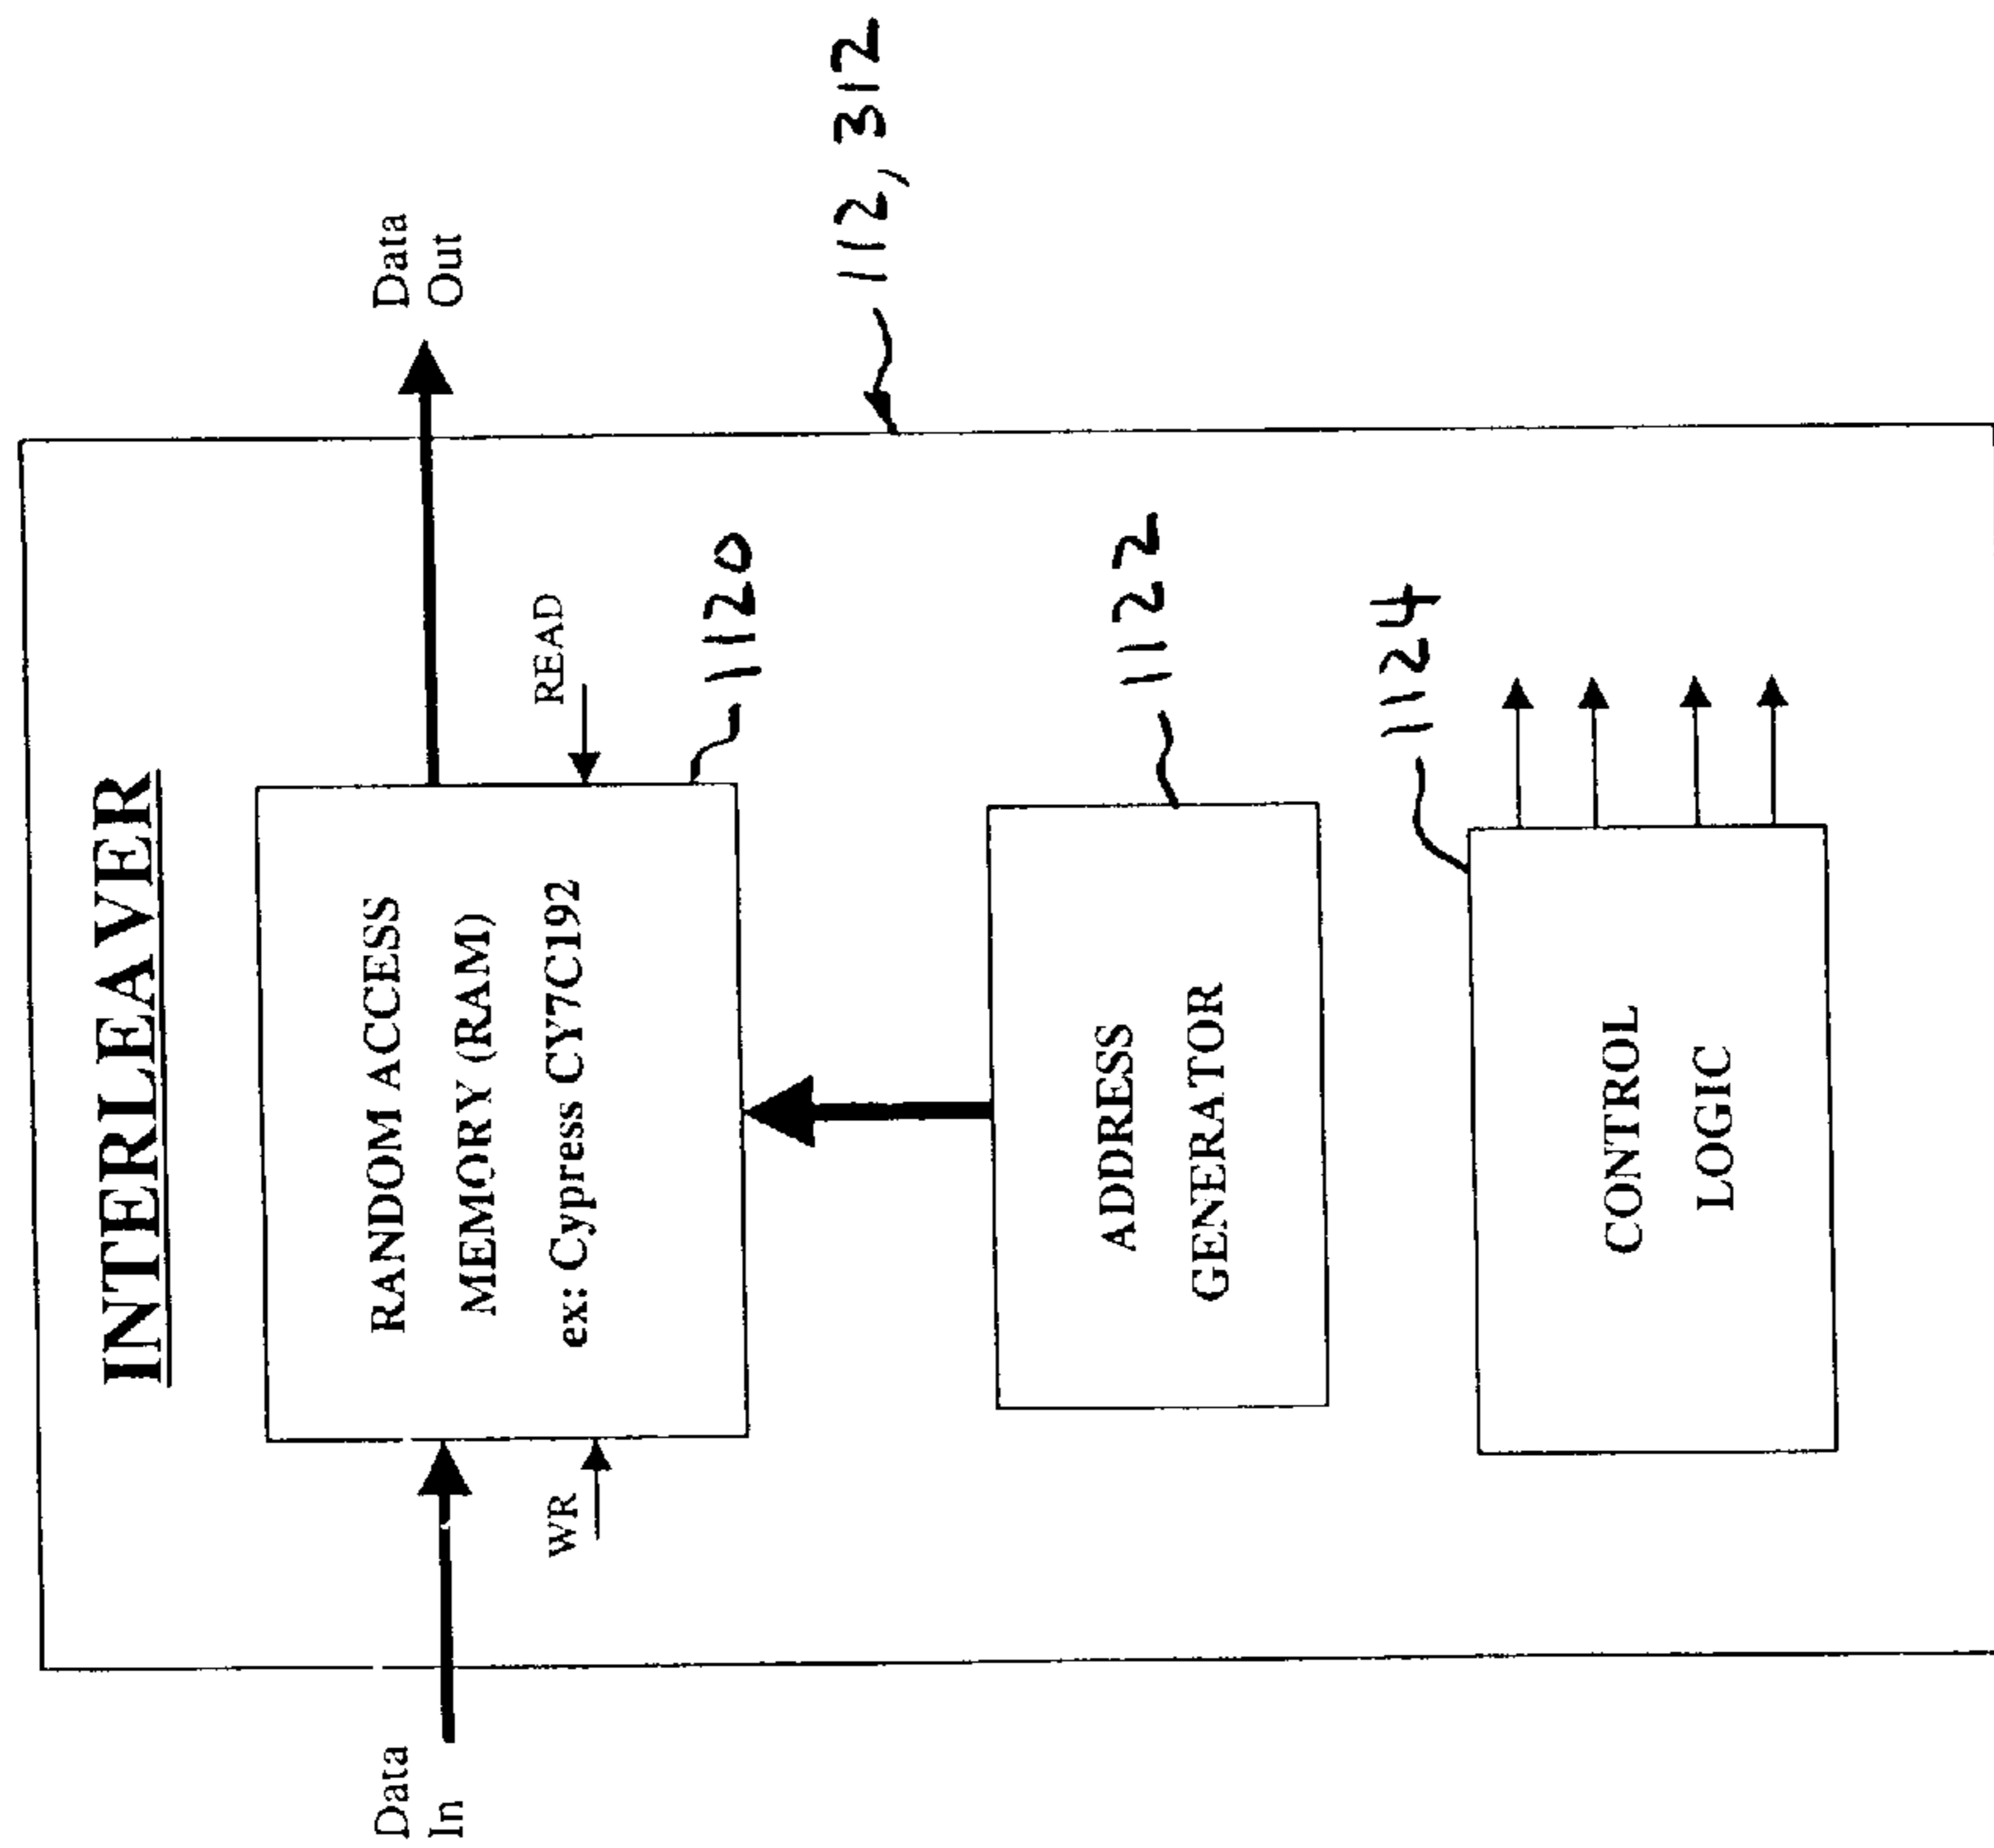 INTERLEAVER
Data
In
Data
Out
RANDOM ACCESS
MEMORY (RAM)
ex: Cypress CY7C192
WR
READ
1120
112, 312
ADDRESS
GENERATOR
1122
1124
CONTROL
LOGIC